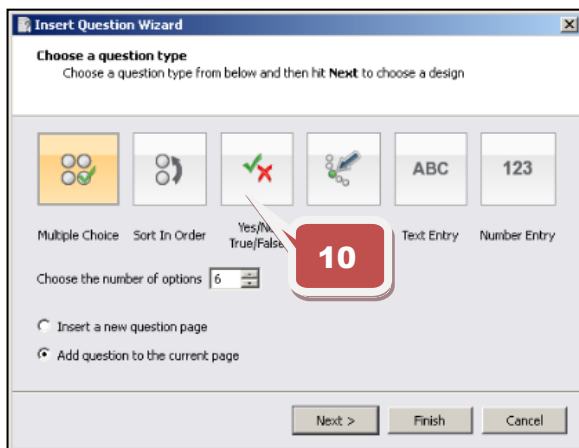 Insert Question Wizard
Choose a question type
Choose a question type from below and then hit Next to choose a design
ABC
123
Multiple Choice
Sort In Order
Yes/No
True/False
Text Entry
Number Entry
10
Choose the number of options 6
Insert a new question page
Add question to the current page
Next >
Finish
Cancel